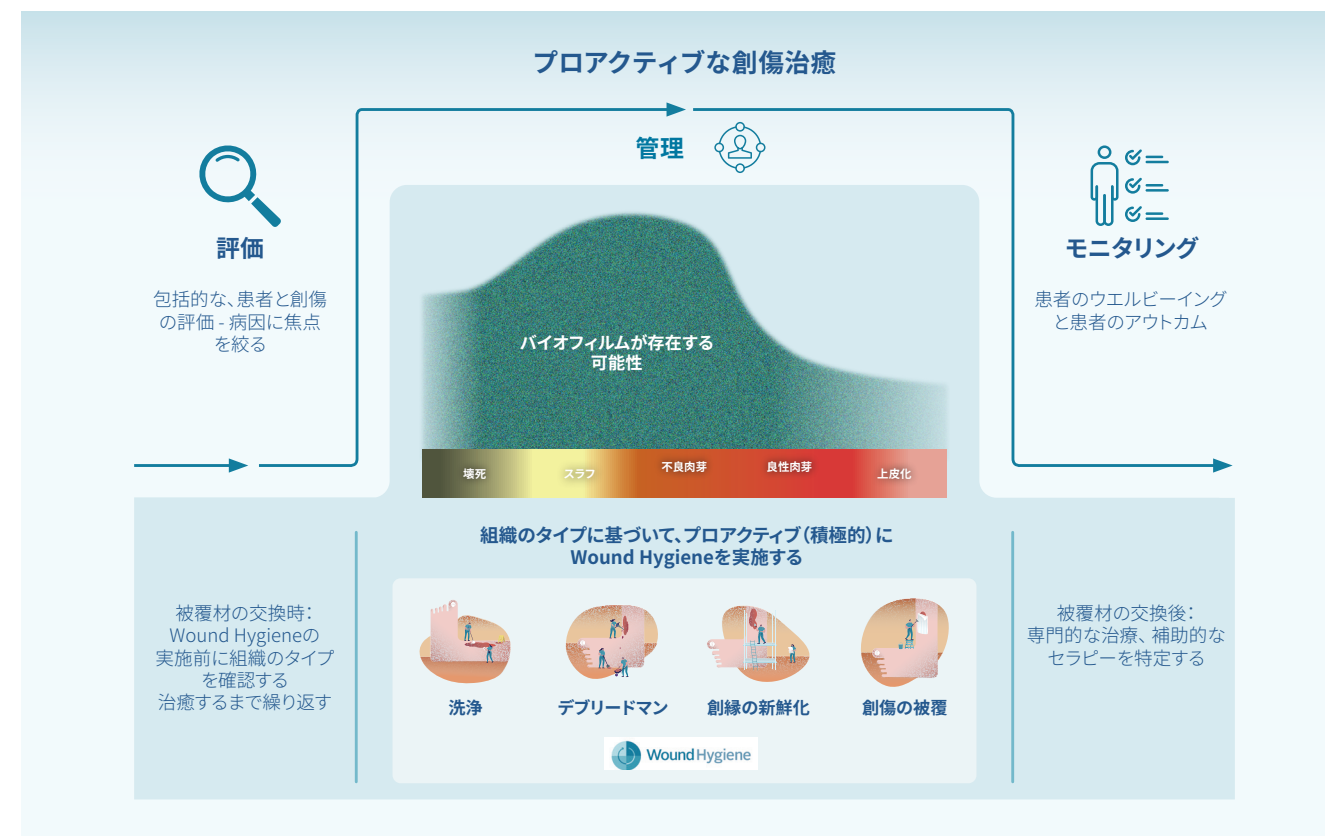 プロアクティブな創傷治癒
管理
評価
包括的な、患者と創傷
の評価 - 病因に焦点
を絞る
モニタリング
患者のウエルビーイング
と患者のアウトカム
バイオフィルムが存在する
可能性
壊死
スラフ
不良肉芽
良性肉芽
上皮化
組織のタイプに基づいて、プロアクティブ（積極的）に
Wound Hygieneを実施する
被覆材の交換時：
Wound Hygieneの
実施前に組織のタイプ
を確認する
治癒するまで繰り返す
洗浄
デブリードマン
創縁の新鮮化
創傷の被覆
Wound Hygiene
被覆材の交換後：
専門的な治療、補助的な
セラピーを特定する